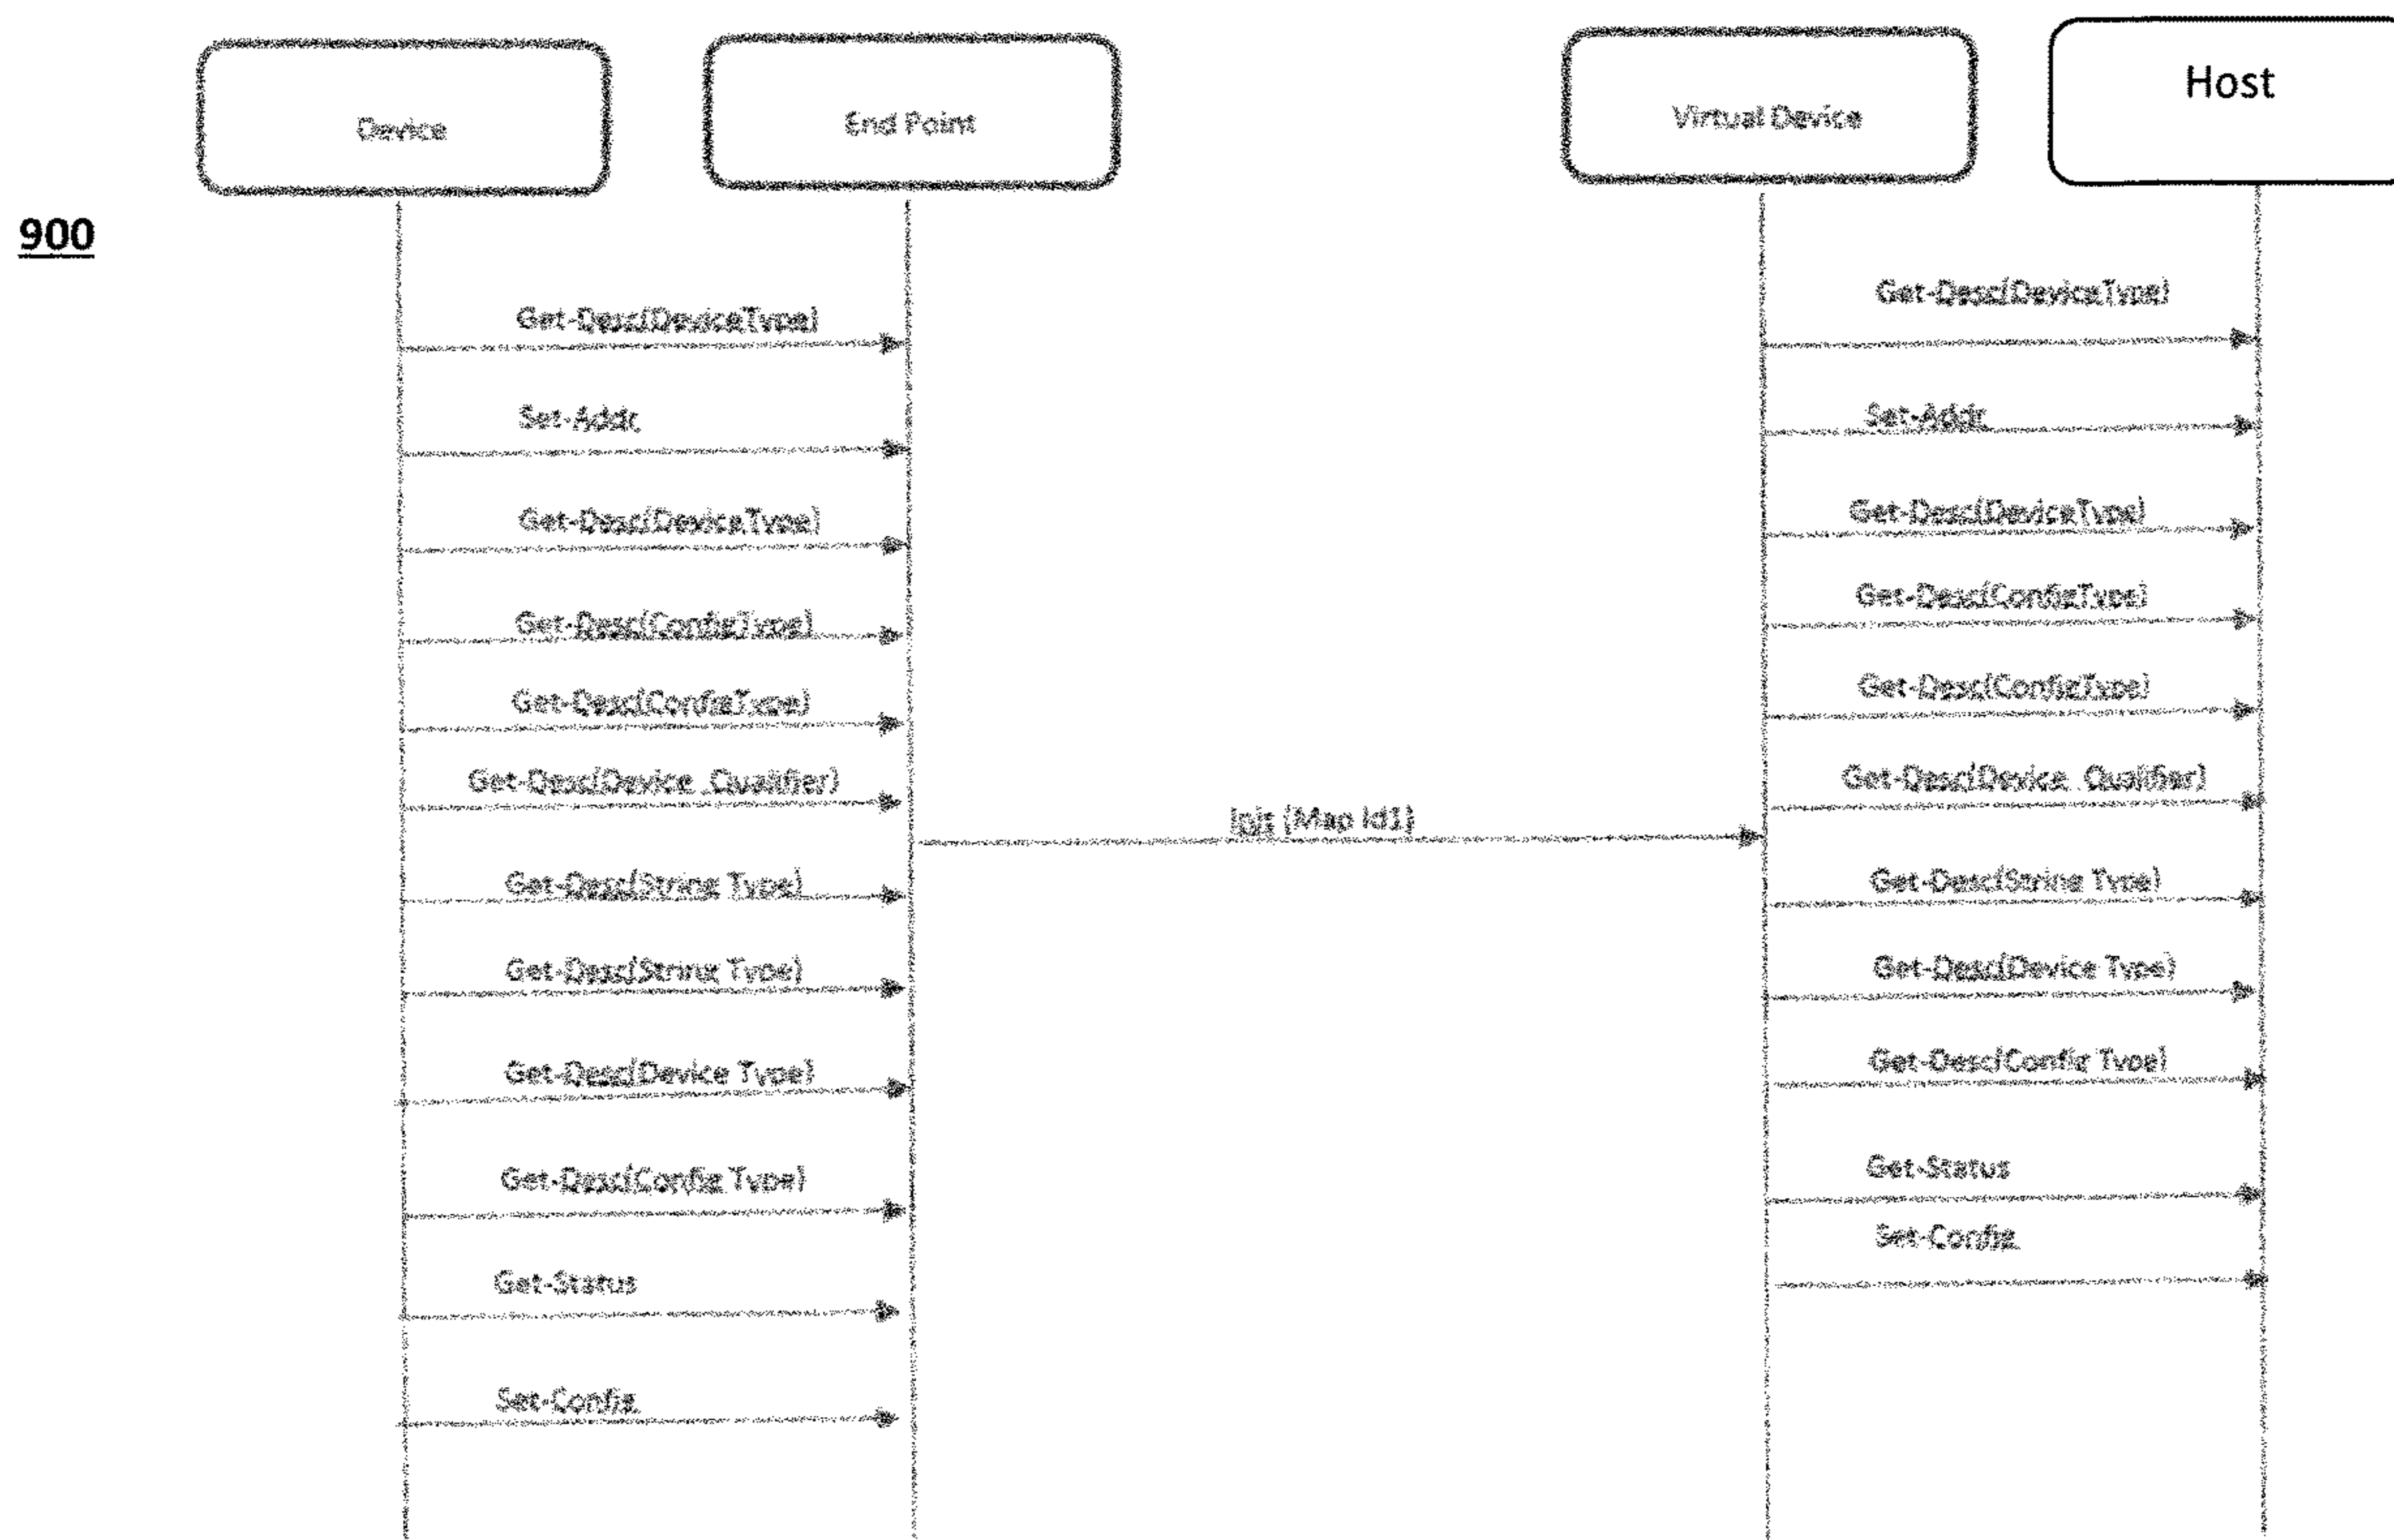 Device
End Point
Virtual Device
Host
900
Get-Desc(DeviceType)
Set-Addr
Get-Desc(DeviceType)
Get-Desc(ConfigType)
Get-Desc(ConfigType)
Get-Desc(Device_Qualifier)
Get-Desc(String Type)
Get-Desc(String Type)
Get-Desc(Device Type)
Get-Desc(Config Type)
Get-Status
Set-Config
Init (Map Id1)
Get-Desc(DeviceType)
Set-Addr
Get-Desc(DeviceType)
Get-Desc(ConfigType)
Get-Desc(ConfigType)
Get-Desc(Device_Qualifier)
Get-Desc(String Type)
Get-Desc(Device Type)
Get-Desc(Config Type)
Get-Status
Set-Config